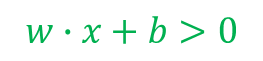 w · x + b > 0